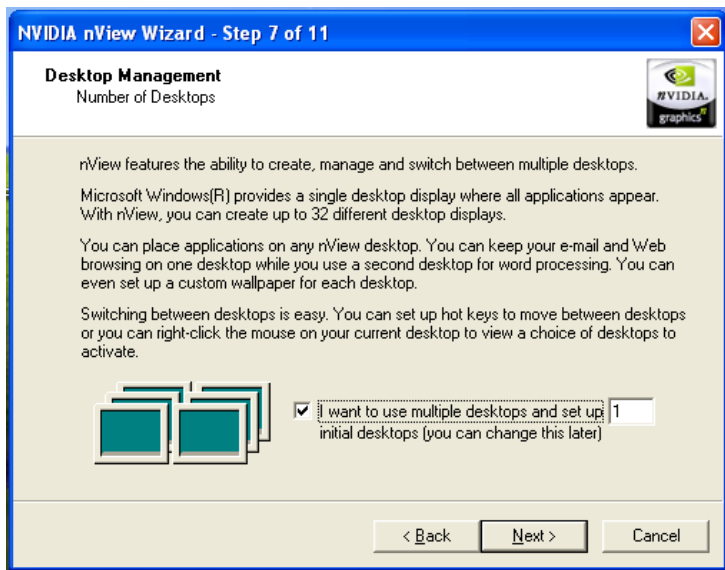 NVIDIA nView Wizard - Step 7 of 11
Desktop Management
Number of Desktops
nVIDIA.
graphics
nView features the ability to create, manage and switch between multiple desktops.
Microsoft Windows(R) provides a single desktop display where all applications appear.
With nView, you can create up to 32 different desktop displays.
You can place applications on any nView desktop. You can keep your e-mail and Web
browsing on one desktop while you use a second desktop for word processing. You can
even set up a custom wallpaper for each desktop.
Switching between desktops is easy. You can set up hot keys to move between desktops
or you can right-click the mouse on your current desktop to view a choice of desktops to
activate.
I want to use multiple desktops and set up 1
initial desktops (you can change this later)
< Back Next > Cancel